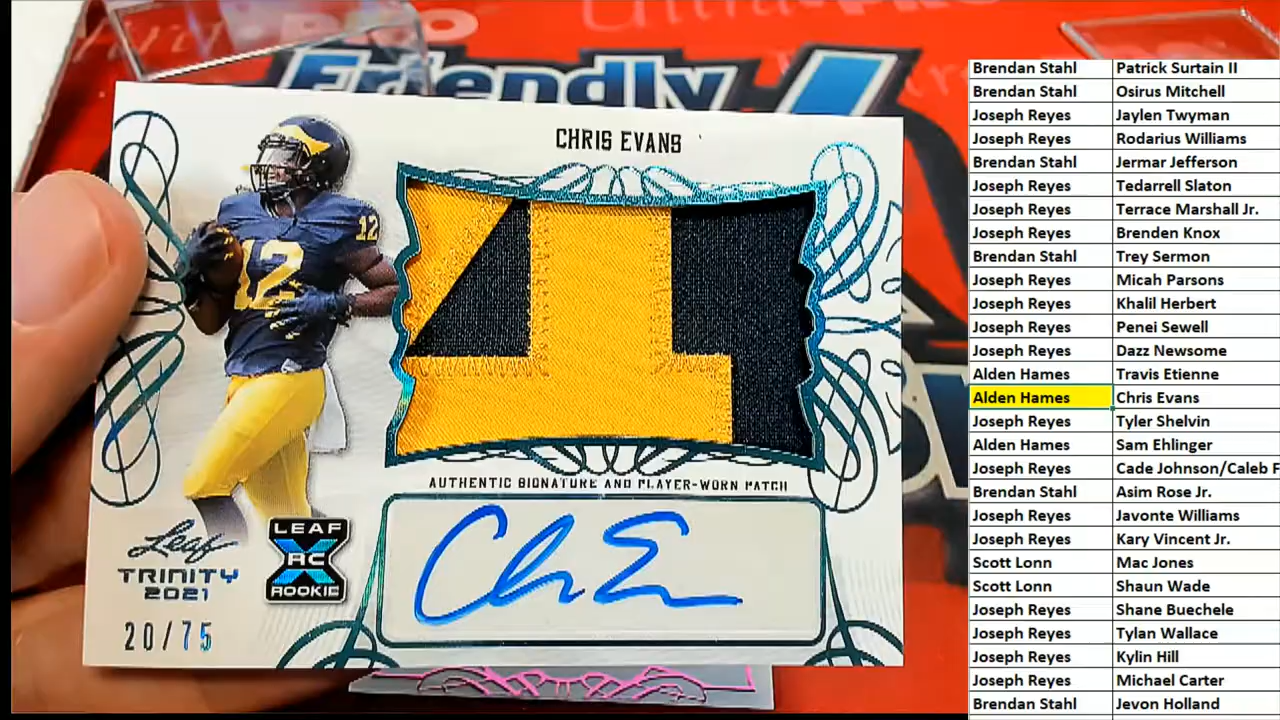 Friendly
CHRIS EVANS
12
12
AUTHENTIC SIGNATURE AND PLAYER-WORN PATCH
Leaf
TRINITY
2021
20/75
LEAF
X
RC
ROOKIE
Brendan Stahl Patrick Surtain II
Brendan Stahl Osirus Mitchell
Joseph Reyes Jaylen Twyman
Joseph Reyes Rodarius Williams
Brendan Stahl Jermar Jefferson
Joseph Reyes Tedarrell Slaton
Joseph Reyes Terrace Marshall Jr.
Joseph Reyes Brenden Knox
Brendan Stahl Trey Sermon
Joseph Reyes Micah Parsons
Joseph Reyes Khalil Herbert
Joseph Reyes Penei Sewell
Joseph Reyes Dazz Newsome
Alden Hames Travis Etienne
Alden Hames Chris Evans
Joseph Reyes Tyler Shelvin
Alden Hames Sam Ehlinger
Joseph Reyes Cade Johnson/Caleb F
Brendan Stahl Asim Rose Jr.
Joseph Reyes Javonte Williams
Joseph Reyes Kary Vincent Jr.
Scott Lonn Mac Jones
Scott Lonn Shaun Wade
Joseph Reyes Shane Buechele
Joseph Reyes Tylan Wallace
Joseph Reyes Kylin Hill
Joseph Reyes Michael Carter
Brendan Stahl Jevon Holland